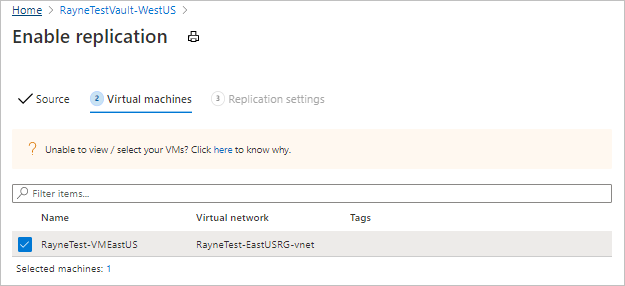 Home > RayneTestVault-WestUS >
Enable replication
Source 2 Virtual machines 3 Replication settings
? Unable to view / select your VMs? Click here to know why.
Filter items...
Name Virtual network Tags
RayneTest-VMEastUS RayneTest-EastUSRG-vnet
Selected machines: 1